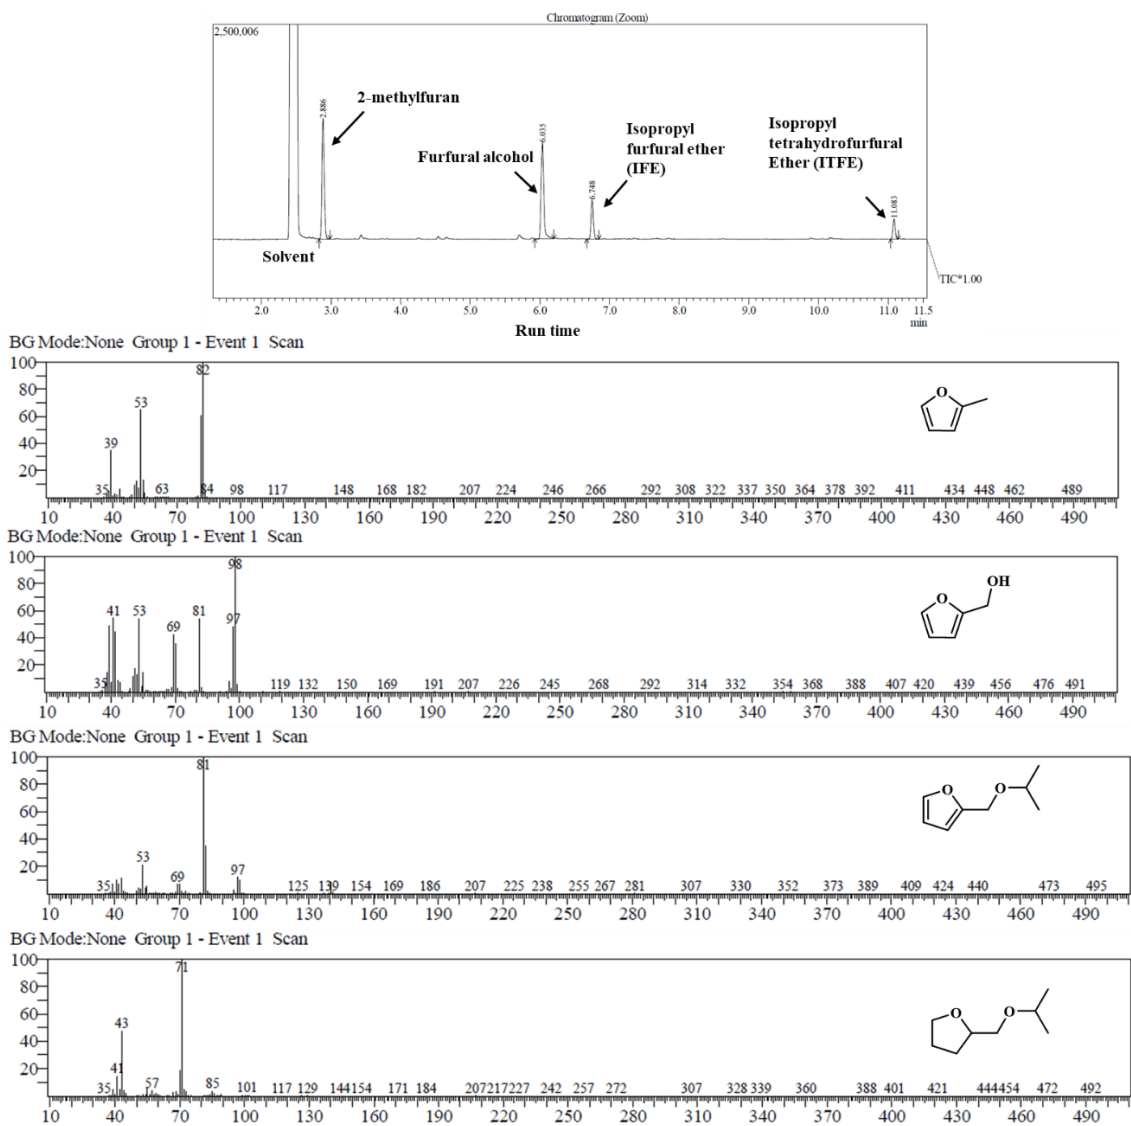 Chromatogram (Zoom)
2,500,006
2.886
2-methylfuran
6.035
Furfural alcohol
6.748
Isopropyl
furfural ether
(IFE)
Isopropyl
tetrahydrofurfural
Ether (ITFE)
11.083
Solvent
TIC*1.00
2.0 3.0 4.0 5.0 6.0 7.0 8.0 9.0 10.0 11.0 11.5
min
Run time
BG Mode:None Group 1 - Event 1 Scan
100
80
60
40
20
82
53
39
35 63 84 98 117 148 168 182 207 224 246 266 292 308 322 337 350 364 378 392 411 434 448 462 489
O
10 40 70 100 130 160 190 220 250 280 310 340 370 400 430 460 490
BG Mode:None Group 1 - Event 1 Scan
100
80
60
40
20
98
41 53 81
69 97
35 119 132 150 169 191 207 226 245 268 292 314 332 354 368 388 407 420 439 456 476 491
OH
O
10 40 70 100 130 160 190 220 250 280 310 340 370 400 430 460 490
BG Mode:None Group 1 - Event 1 Scan
100
80
60
40
20
81
53
69 97
35 125 139 154 169 186 207 225 238 255 267 281 307 330 352 373 389 409 424 440 473 495
O O
10 40 70 100 130 160 190 220 250 280 310 340 370 400 430 460 490
BG Mode:None Group 1 - Event 1 Scan
100
80
60
40
20
71
43
41
35 57 85 101 117 129 144 154 171 184 207 217 227 242 257 272 307 328 339 360 388 401 421 444 454 472 492
O O
10 40 70 100 130 160 190 220 250 280 310 340 370 400 430 460 490